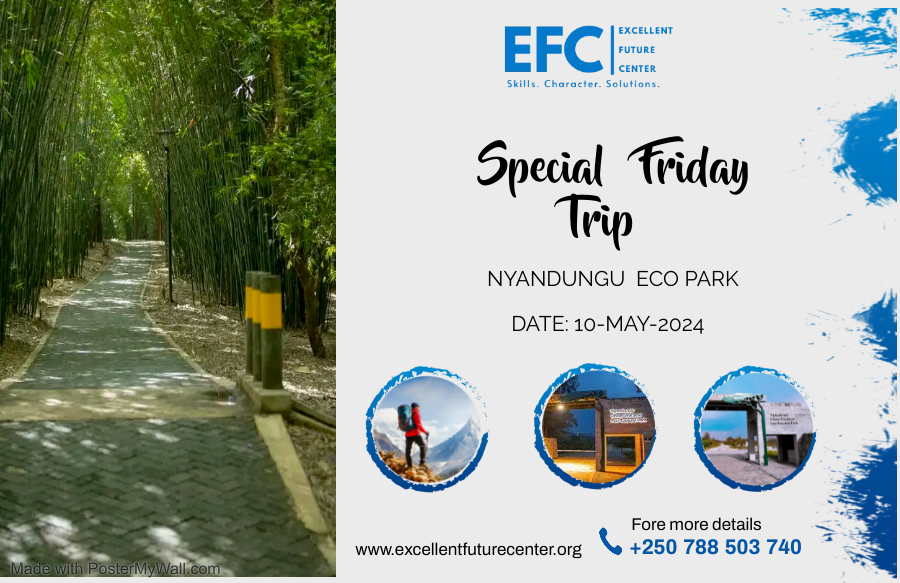 EFC
EXCELLENT
FUTURE
CENTER
Skills. Character. Solutions.
Special Friday
Trip
NYANDUNGU ECO PARK
DATE: 10-MAY-2024
Fore more details
www.excellentfuturecenter.org
+250 788 503 740
Made with PosterMyWall.com